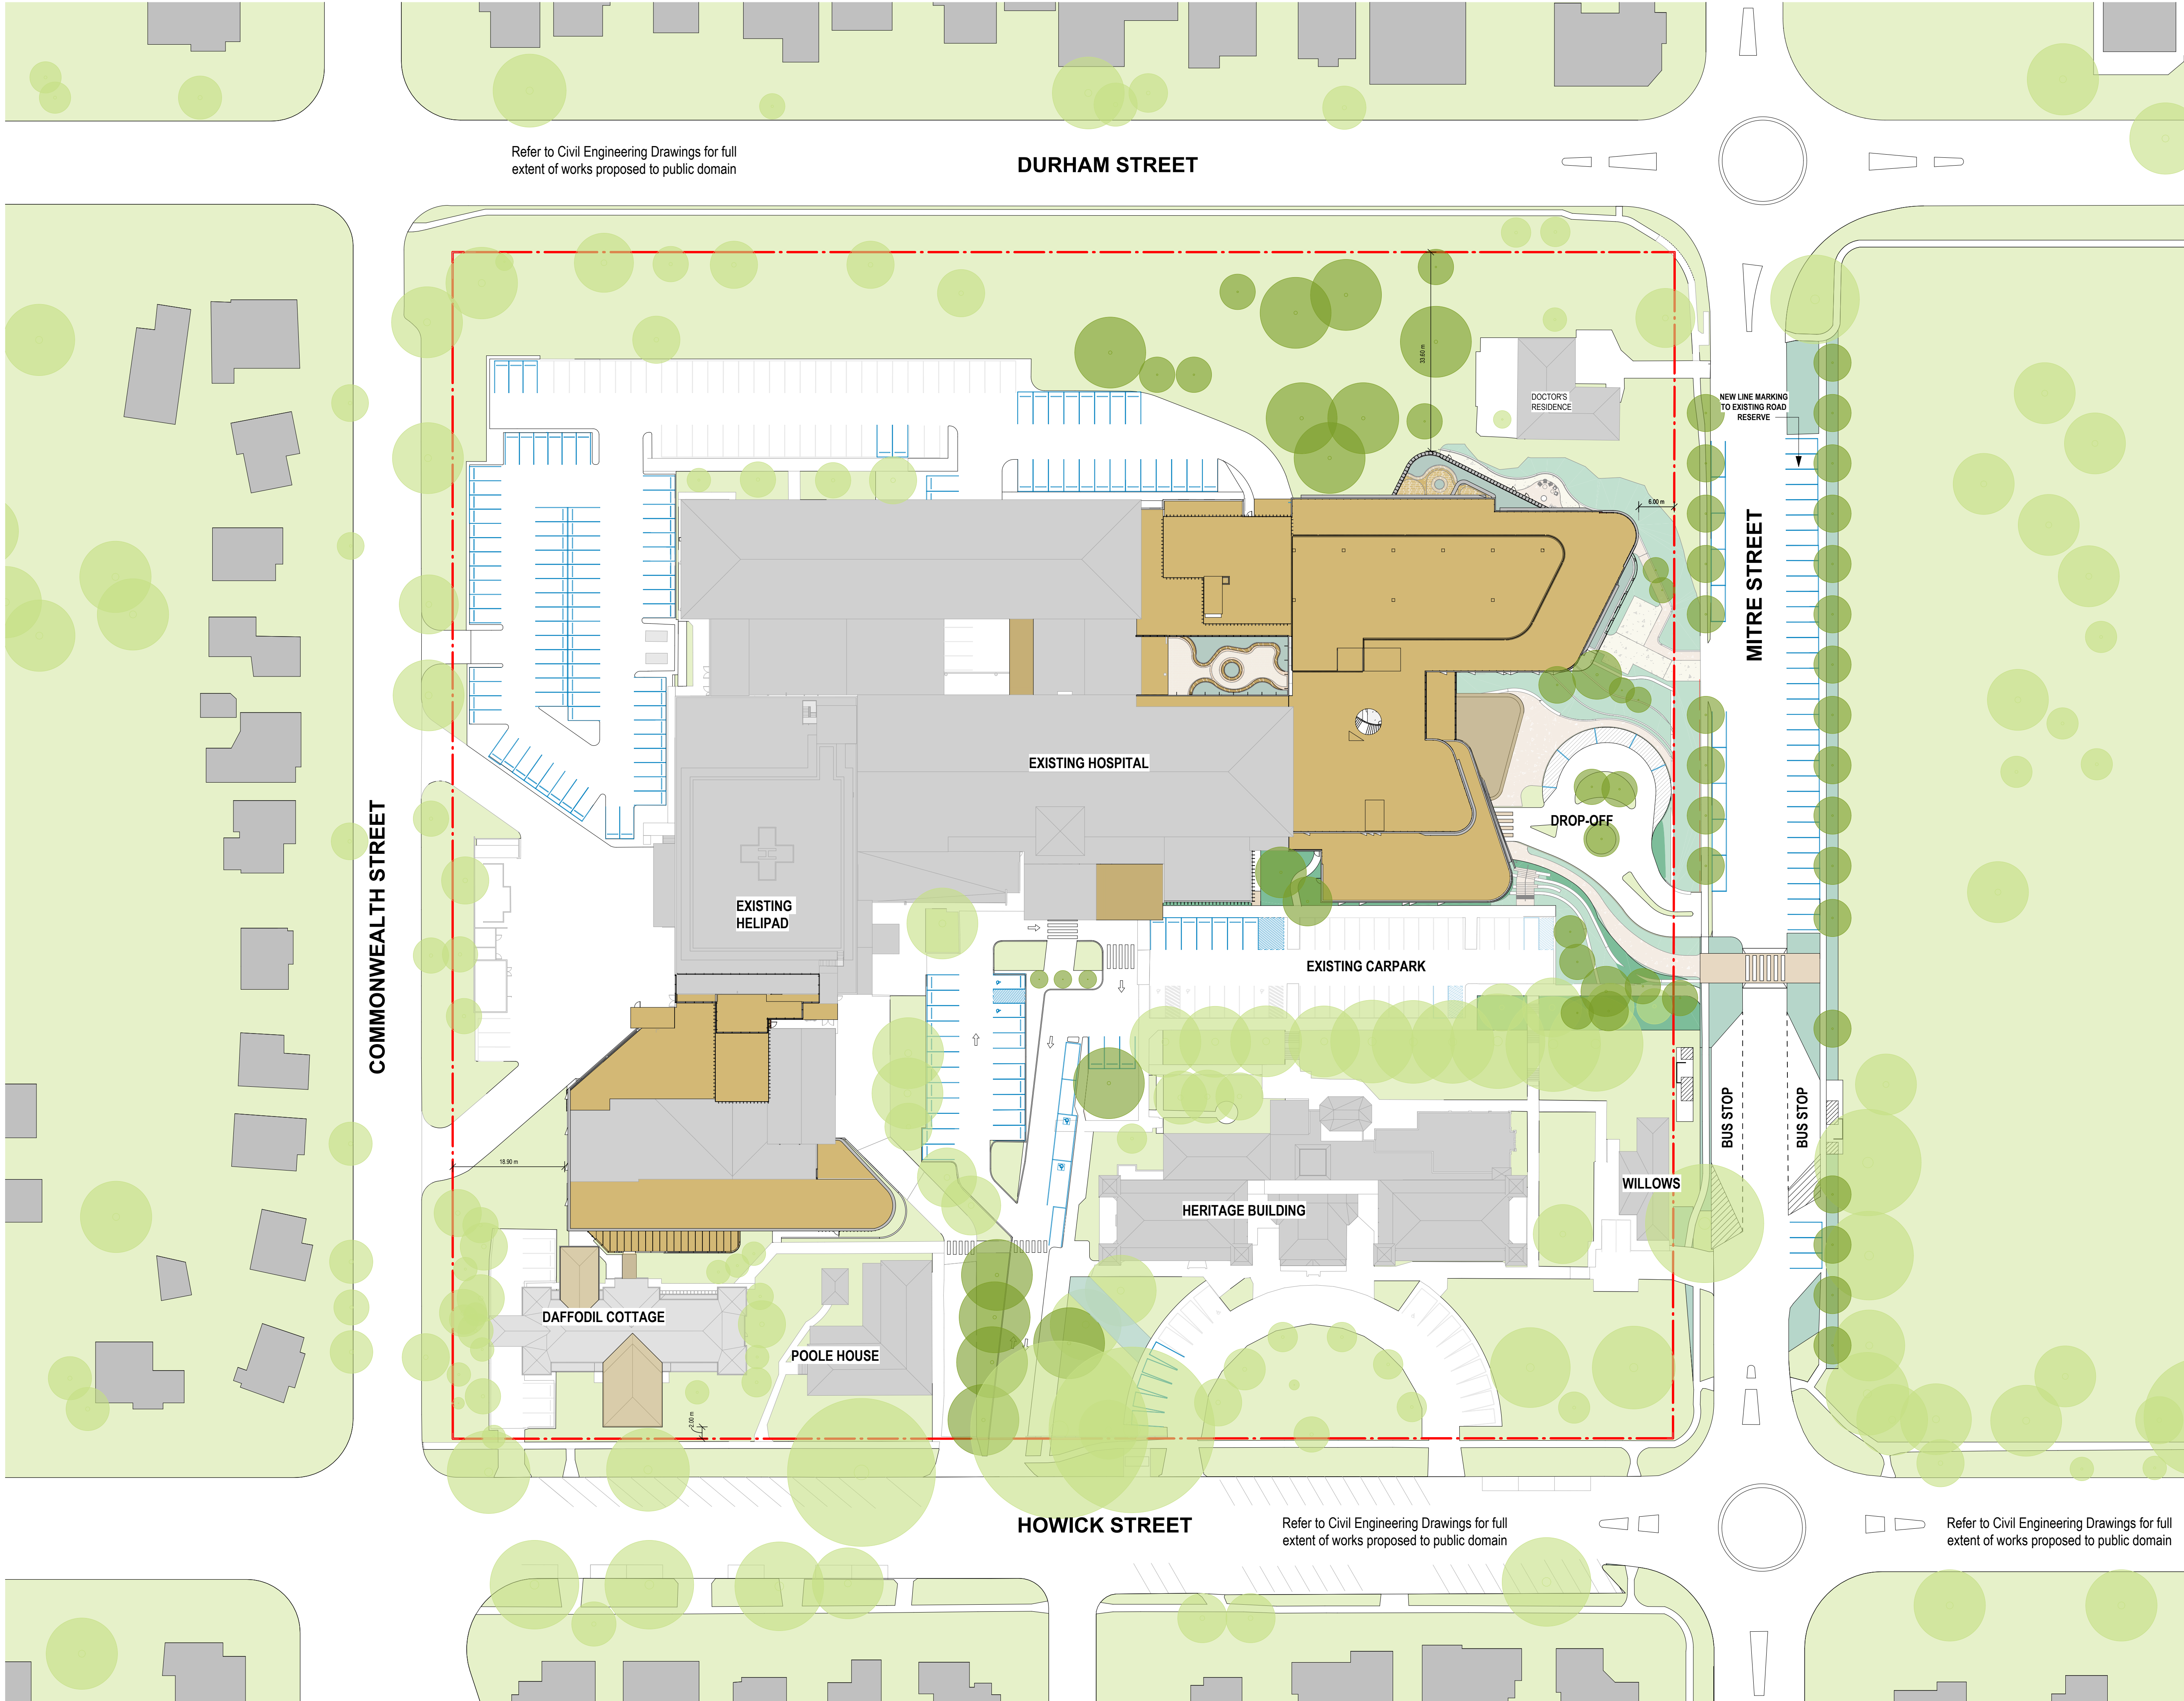 Refer to Civil Engineering Drawings for full
extent of works proposed to public domain
DURHAM STREET
33.60 m
DOCTOR'S
RESIDENCE
NEW LINE MARKING
TO EXISTING ROAD
RESERVE
6.00 m
MITRE STREET
EXISTING HOSPITAL
DROP-OFF
COMMONWEALTH STREET
EXISTING
HELIPAD
EXISTING CARPARK
BUS STOP
BUS STOP
18.90 m
WILLOWS
HERITAGE BUILDING
DAFFODIL COTTAGE
POOLE HOUSE
2.00 m
HOWICK STREET
Refer to Civil Engineering Drawings for full
extent of works proposed to public domain
Refer to Civil Engineering Drawings for full
extent of works proposed to public domain